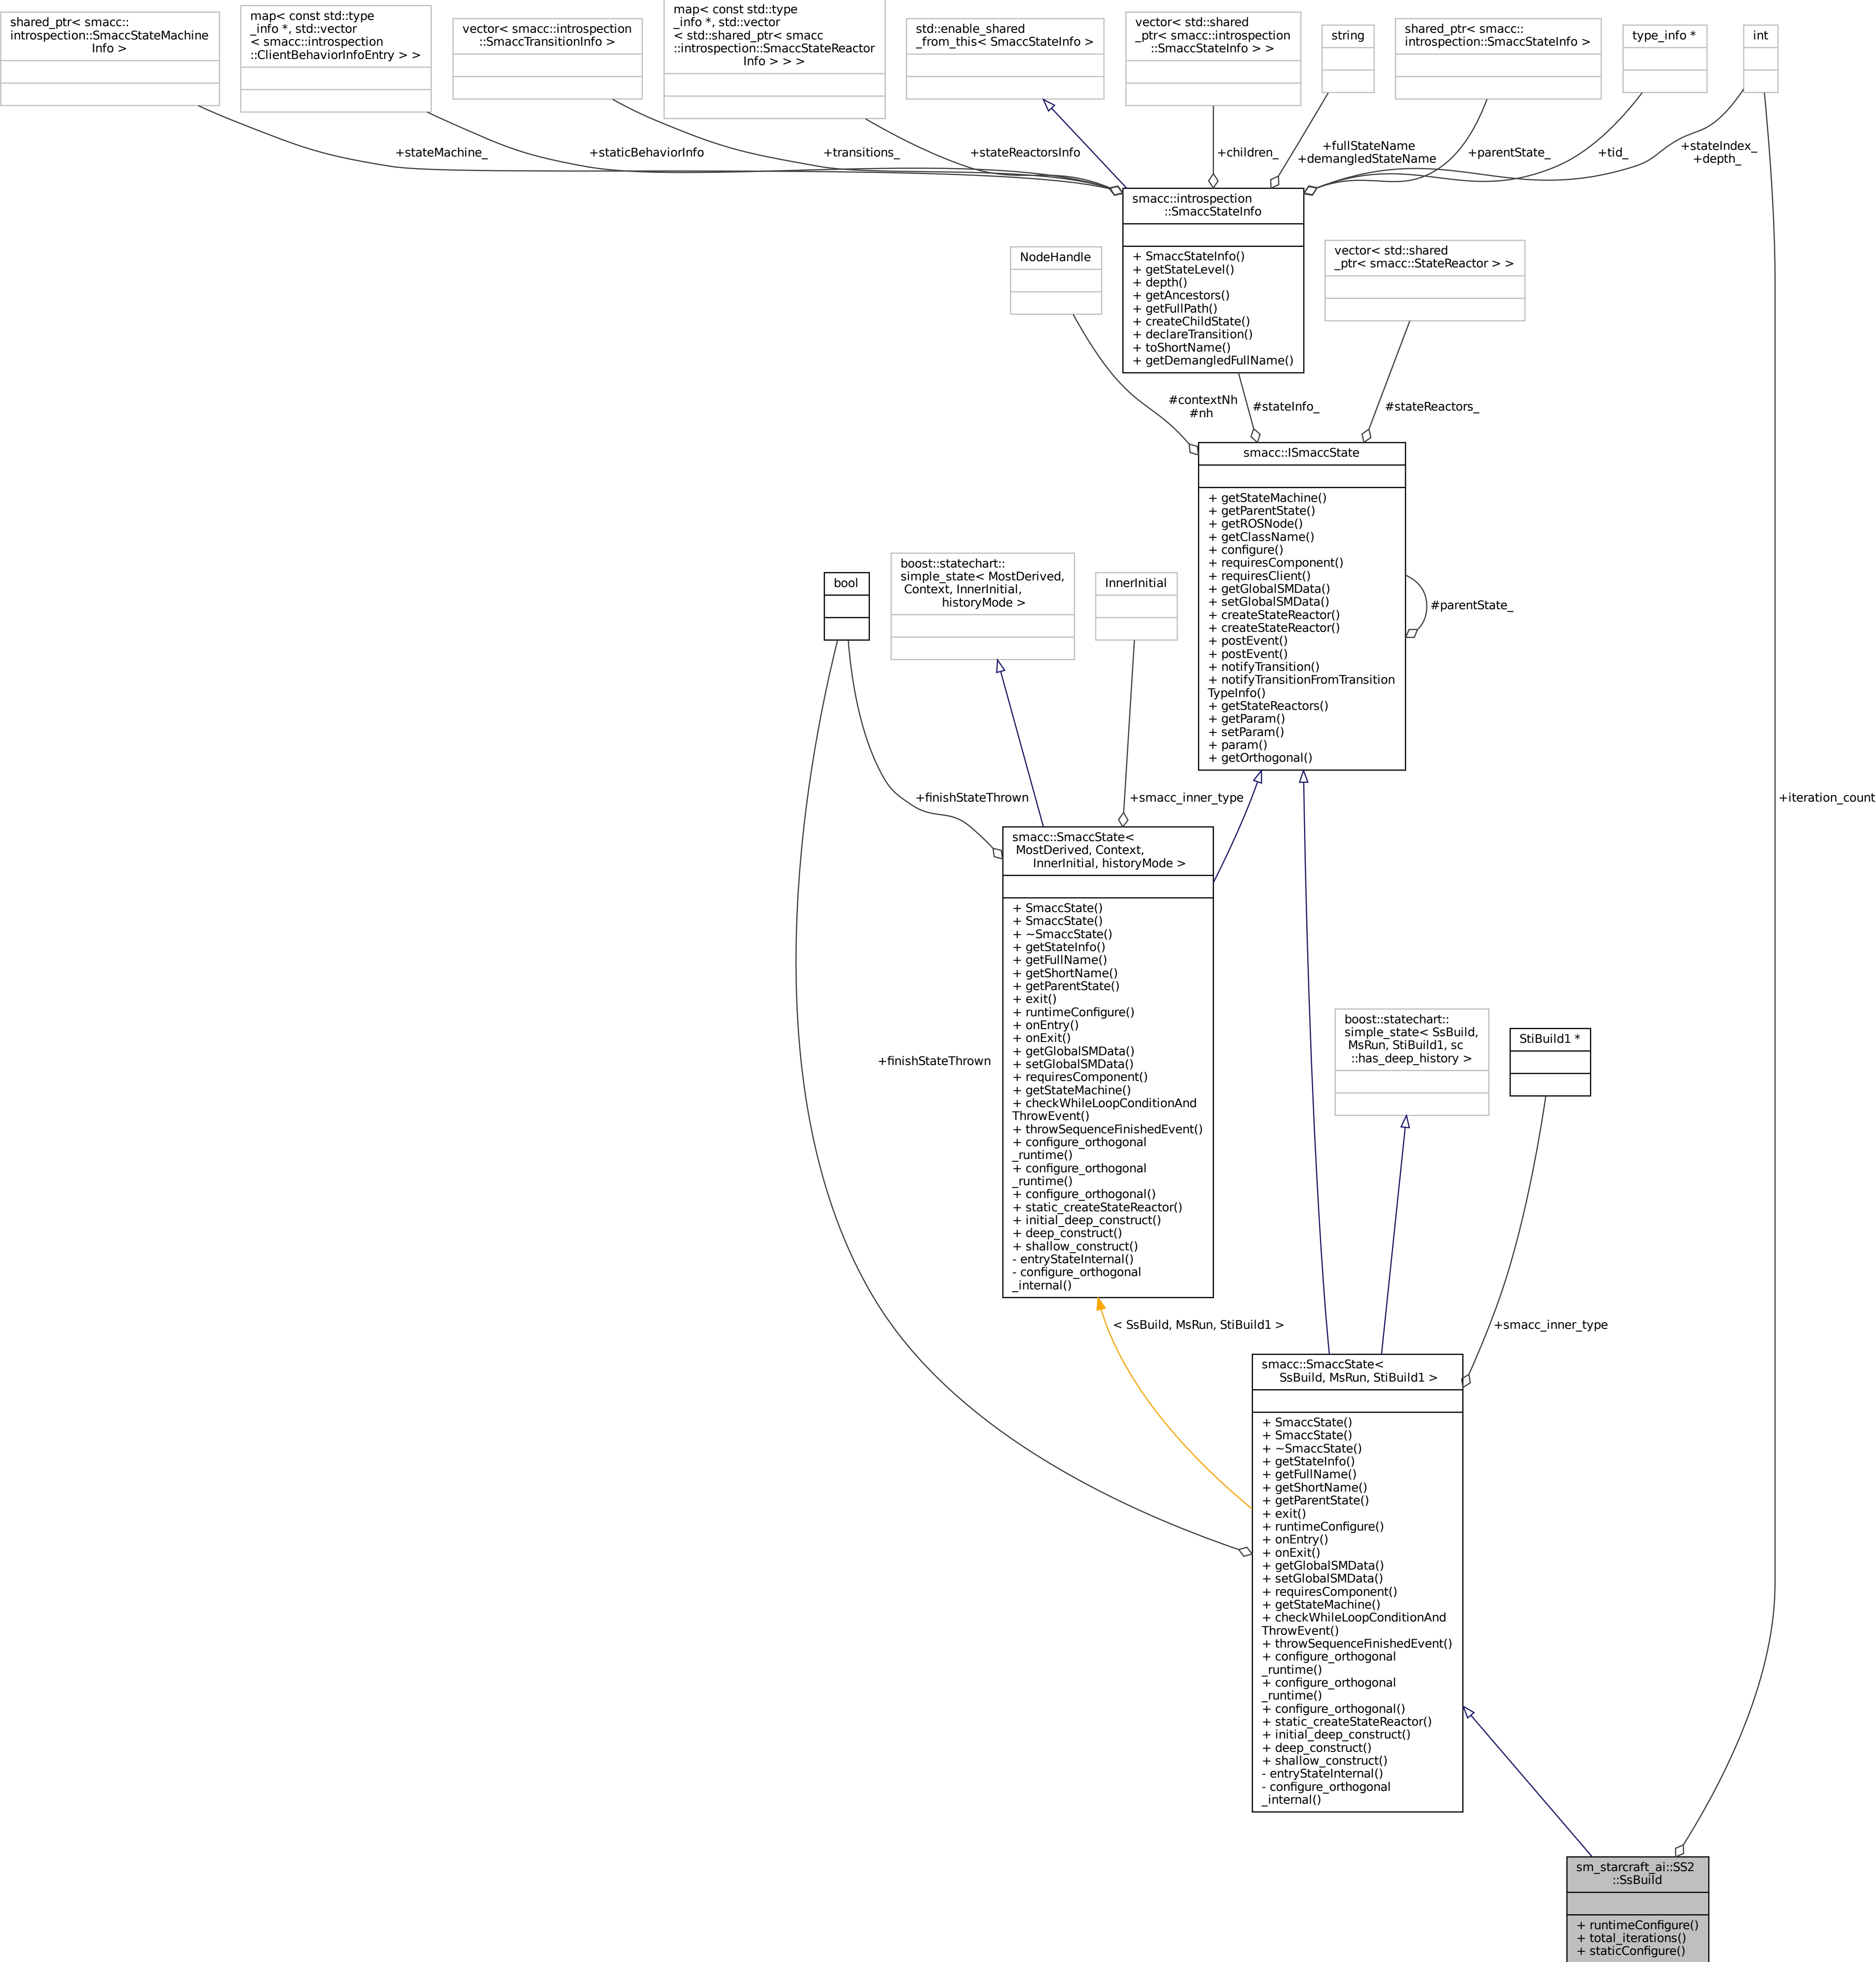 shared_ptr< smacc::
introspection::SmaccStateMachine
Info >
map< const std::type
_info *, std::vector
< smacc::introspection
::ClientBehaviorInfoEntry > >
vector< smacc::introspection
::SmaccTransitionInfo >
map< const std::type
_info *, std::vector
< std::shared_ptr< smacc
::introspection::SmaccStateReactor
Info > > >
std::enable_shared
_from_this< SmaccStateInfo >
vector< std::shared
_ptr< smacc::introspection
::SmaccStateInfo > >
string
shared_ptr< smacc::
introspection::SmaccStateInfo >
type_info *
int
+stateMachine_
+staticBehaviorInfo
+transitions_
+stateReactorsInfo
+children_
+fullStateName
+demangledStateName
+parentState_
+tid_
+stateIndex_
+depth_
smacc::introspection
::SmaccStateInfo
+ SmaccStateInfo()
+ getStateLevel()
+ depth()
+ getAncestors()
+ getFullPath()
+ createChildState()
+ declareTransition()
+ toShortName()
+ getDemangledFullName()
NodeHandle
vector< std::shared
_ptr< smacc::StateReactor > >
#contextNh
#nh
#stateInfo_
#stateReactors_
smacc::ISmaccState
+ getStateMachine()
+ getParentState()
+ getROSNode()
+ getClassName()
+ configure()
+ requiresComponent()
+ requiresClient()
+ getGlobalSMData()
+ setGlobalSMData()
+ createStateReactor()
+ createStateReactor()
+ postEvent()
+ postEvent()
+ notifyTransition()
+ notifyTransitionFromTransition
TypeInfo()
+ getStateReactors()
+ getParam()
+ setParam()
+ param()
+ getOrthogonal()
#parentState_
bool
boost::statechart::
simple_state< MostDerived,
Context, InnerInitial,
historyMode >
InnerInitial
+finishStateThrown
+smacc_inner_type
+iteration_count
smacc::SmaccState<
MostDerived, Context,
InnerInitial, historyMode >
+ SmaccState()
+ SmaccState()
+ ~SmaccState()
+ getStateInfo()
+ getFullName()
+ getShortName()
+ getParentState()
+ exit()
+ runtimeConfigure()
+ onEntry()
+ onExit()
+ getGlobalSMData()
+ setGlobalSMData()
+ requiresComponent()
+ getStateMachine()
+ checkWhileLoopConditionAnd
ThrowEvent()
+ throwSequenceFinishedEvent()
+ configure_orthogonal
_runtime()
+ configure_orthogonal
_runtime()
+ configure_orthogonal()
+ static_createStateReactor()
+ initial_deep_construct()
+ deep_construct()
+ shallow_construct()
- entryStateInternal()
- configure_orthogonal
_internal()
+finishStateThrown
boost::statechart::
simple_state< SsBuild,
MsRun, StiBuild1, sc
::has_deep_history >
StiBuild1 *
< SsBuild, MsRun, StiBuild1 >
+smacc_inner_type
smacc::SmaccState<
SsBuild, MsRun, StiBuild1 >
+ SmaccState()
+ SmaccState()
+ ~SmaccState()
+ getStateInfo()
+ getFullName()
+ getShortName()
+ getParentState()
+ exit()
+ runtimeConfigure()
+ onEntry()
+ onExit()
+ getGlobalSMData()
+ setGlobalSMData()
+ requiresComponent()
+ getStateMachine()
+ checkWhileLoopConditionAnd
ThrowEvent()
+ throwSequenceFinishedEvent()
+ configure_orthogonal
_runtime()
+ configure_orthogonal
_runtime()
+ configure_orthogonal()
+ static_createStateReactor()
+ initial_deep_construct()
+ deep_construct()
+ shallow_construct()
- entryStateInternal()
- configure_orthogonal
_internal()
sm_starcraft_ai::SS2
::SsBuild
+ runtimeConfigure()
+ total_iterations()
+ staticConfigure()